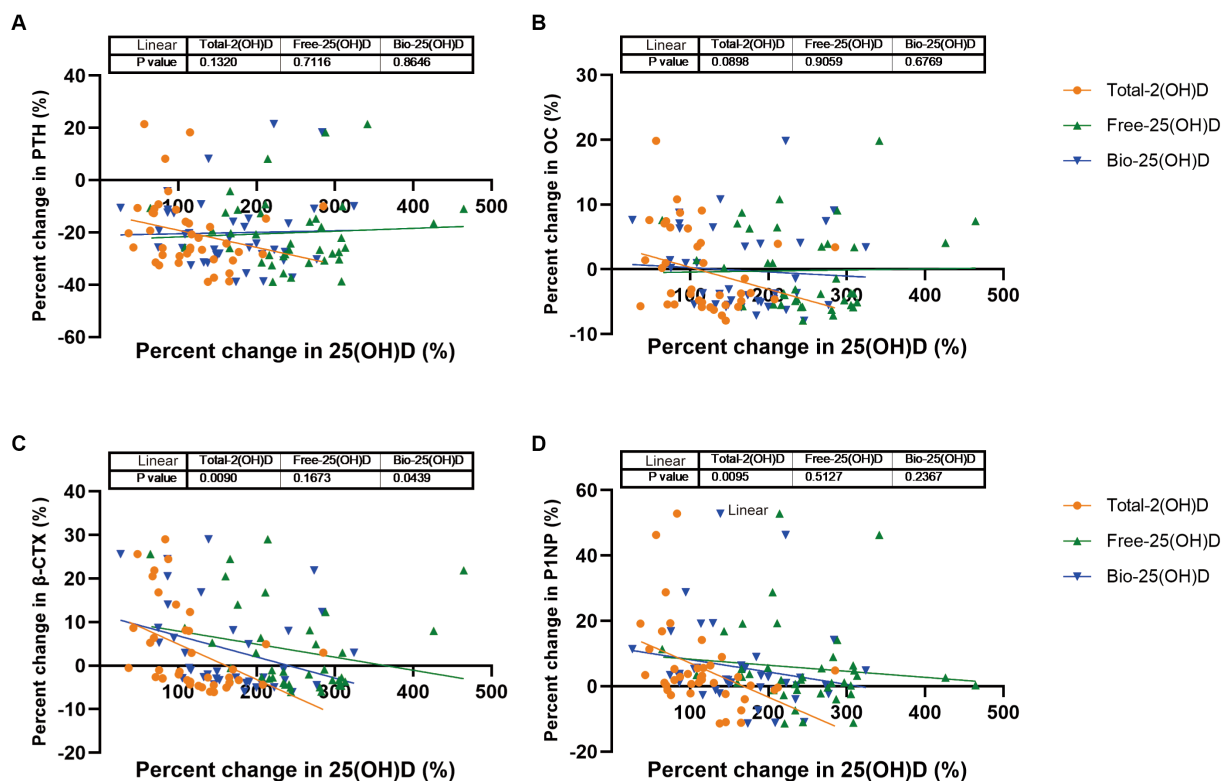 A
Linear Total-2(OH)D Free-25(OH)D Bio-25(OH)D
P value 0.1320 0.7116 0.8646
Percent change in PTH (%)
40
20
0
-20
-40
-60
100 200 300 400 500
Percent change in 25(OH)D (%)
B
Linear Total-2(OH)D Free-25(OH)D Bio-25(OH)D
P value 0.0898 0.9059 0.6769
Percent change in OC (%)
30
20
10
0
-10
100 200 300 400 500
Percent change in 25(OH)D (%)
Total-2(OH)D
Free-25(OH)D
Bio-25(OH)D
C
Linear Total-2(OH)D Free-25(OH)D Bio-25(OH)D
P value 0.0090 0.1673 0.0439
Percent change in β-CTX (%)
40
30
20
10
0
-10
-20
100 200 300 400 500
Percent change in 25(OH)D (%)
D
Linear Total-2(OH)D Free-25(OH)D Bio-25(OH)D
P value 0.0095 0.5127 0.2367
Linear
Percent change in P1NP (%)
60
40
20
0
-20
100 200 300 400 500
Percent change in 25(OH)D (%)
Total-2(OH)D
Free-25(OH)D
Bio-25(OH)D